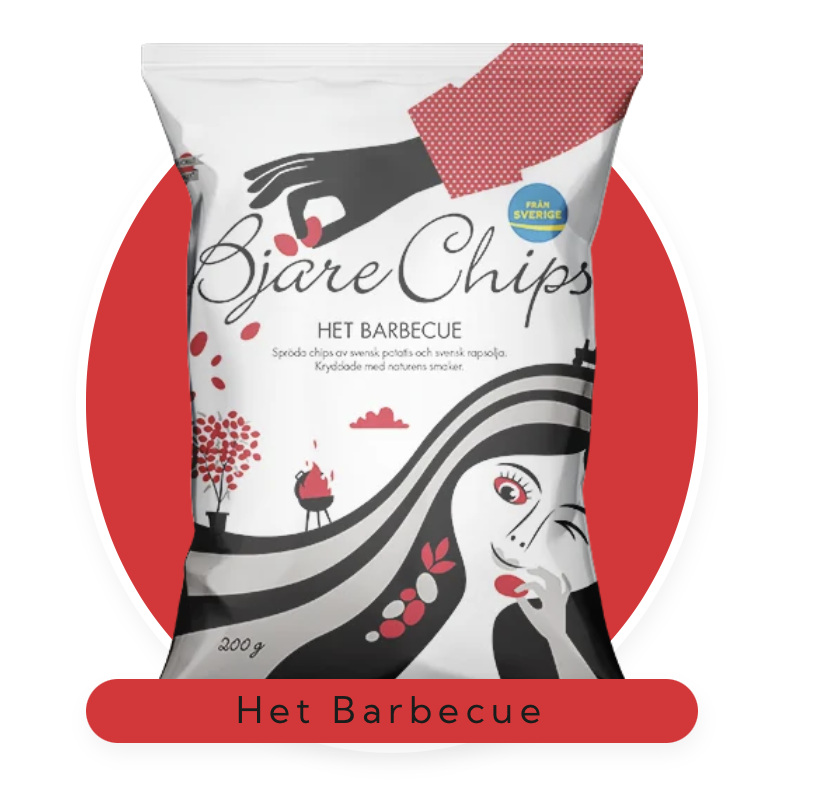 FRÅN
SVERIGE
Bjäre Chips
HET BARBECUE
Spröda chips av svensk potatis och svensk rapsolja.
Kryddade med naturens smaker.
200 g
Het Barbecue